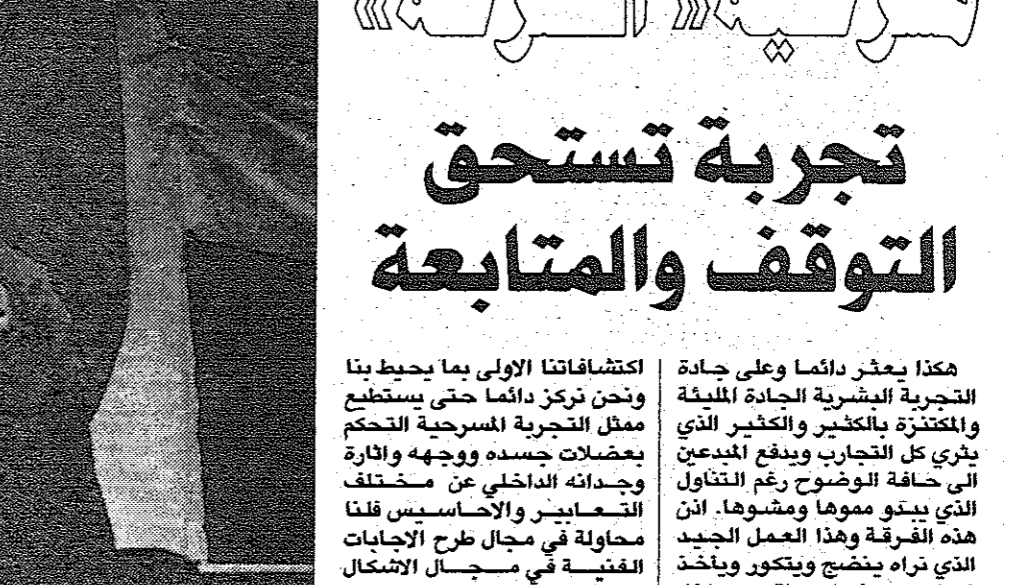 تجربة تستحق
التوقف والمتابعة
هكذا يعثر دائما وعلى جادة
التجربة البشرية الجادة المليئة
والمكتنزة بالكثير والكثير الذي
يثري كل التجارب ويدفع المبدعين
الى حافة الوضوح رغم التناول
الذي يبدو مموها ومشوها. اذن
هذه الفرقة وهذا العمل الجيد
الذي تراه ينضج ويتكور ويأخذ
اكتشافاتنا الاولى بما يحيط بنا
ونحن نركز دائما حتى يستطيع
ممثل التجربة المسرحية التحكم
بعضلات جسده ووجهه واثارة
وجدانه الداخلي عن مختلف
التعابير والاحاسيس قلنا
محاولة في مجال طرح الاجابات
الفنية في مجال الاشكال